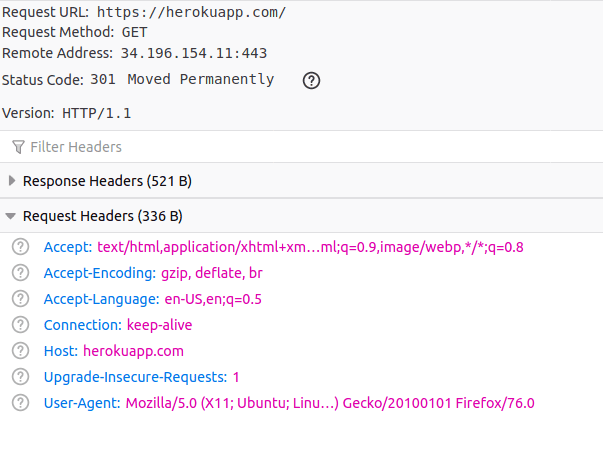 Request URL: https://herokuapp.com/
Request Method: GET
Remote Address: 34.196.154.11:443
Status Code: 301 Moved Permanently
Version: HTTP/1.1
Filter Headers
Response Headers (521 B)
Request Headers (336 B)
Accept: text/html,application/xhtml+xm…ml;q=0.9,image/webp,*/*;q=0.8
Accept-Encoding: gzip, deflate, br
Accept-Language: en-US,en;q=0.5
Connection: keep-alive
Host: herokuapp.com
Upgrade-Insecure-Requests: 1
User-Agent: Mozilla/5.0 (X11; Ubuntu; Linu…) Gecko/20100101 Firefox/76.0